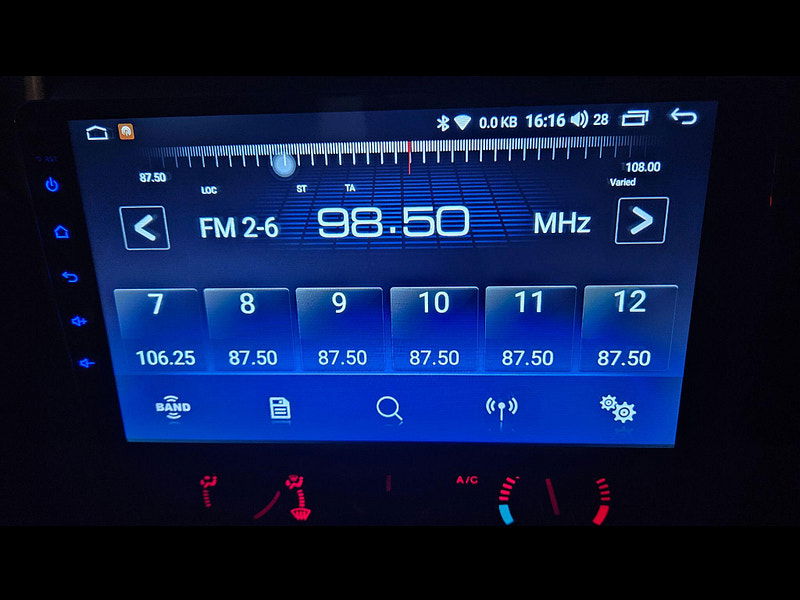 0.0 KB 16:16 28
87.50 108.00
LOC ST TA Varied
FM 2-6 98.50 MHz
7 8 9 10 11 12
106.25 87.50 87.50 87.50 87.50 87.50
BAND
A/C